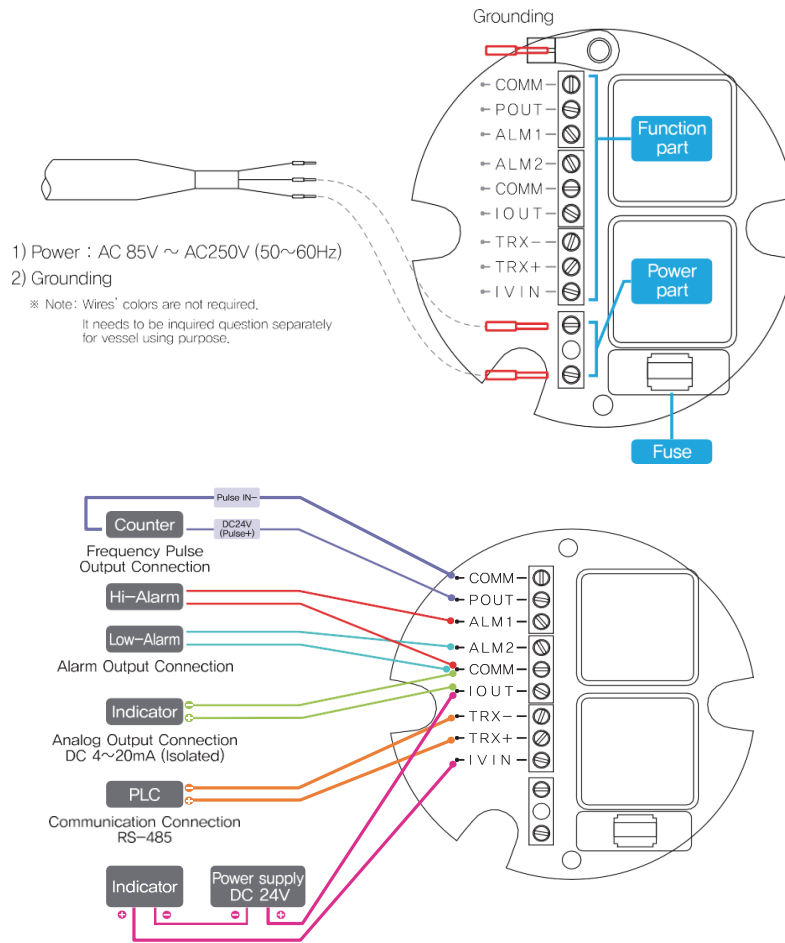 Grounding
COMM
POUT
ALM1
ALM2
COMM
IOUT
TRX-
TRX+
IVIN
Function
part
Power
part
Fuse
1) Power : AC 85V ~ AC250V (50~60Hz)
2) Grounding
※ Note: Wires' colors are not required.
It needs to be inquired question separately
for vessel using purpose.
Pulse IN-
Counter
DC24V
(Pulse+)
Frequency Pulse
Output Connection
Hi-Alarm
Low-Alarm
Alarm Output Connection
Indicator
Analog Output Connection
DC 4~20mA (Isolated)
PLC
Communication Connection
RS-485
Indicator
Power supply
DC 24V
COMM
POUT
ALM1
ALM2
COMM
IOUT
TRX-
TRX+
IVIN